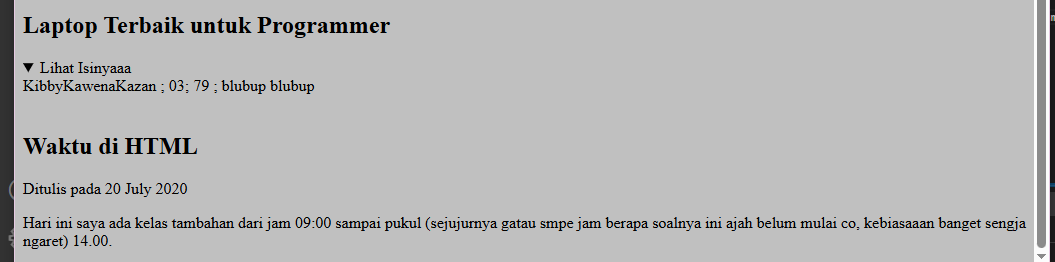 Laptop Terbaik untuk Programmer
▼ Lihat Isinyaaa
KibbyKawenaKazan ; 03; 79 ; blubup blubup
Waktu di HTML
Ditulis pada 20 July 2020
Hari ini saya ada kelas tambahan dari jam 09:00 sampai pukul (sejujurnya gatau smpe jam berapa soalnya ini ajah belum mulai co, kebiasaaan banget sengja
ngaret) 14.00.